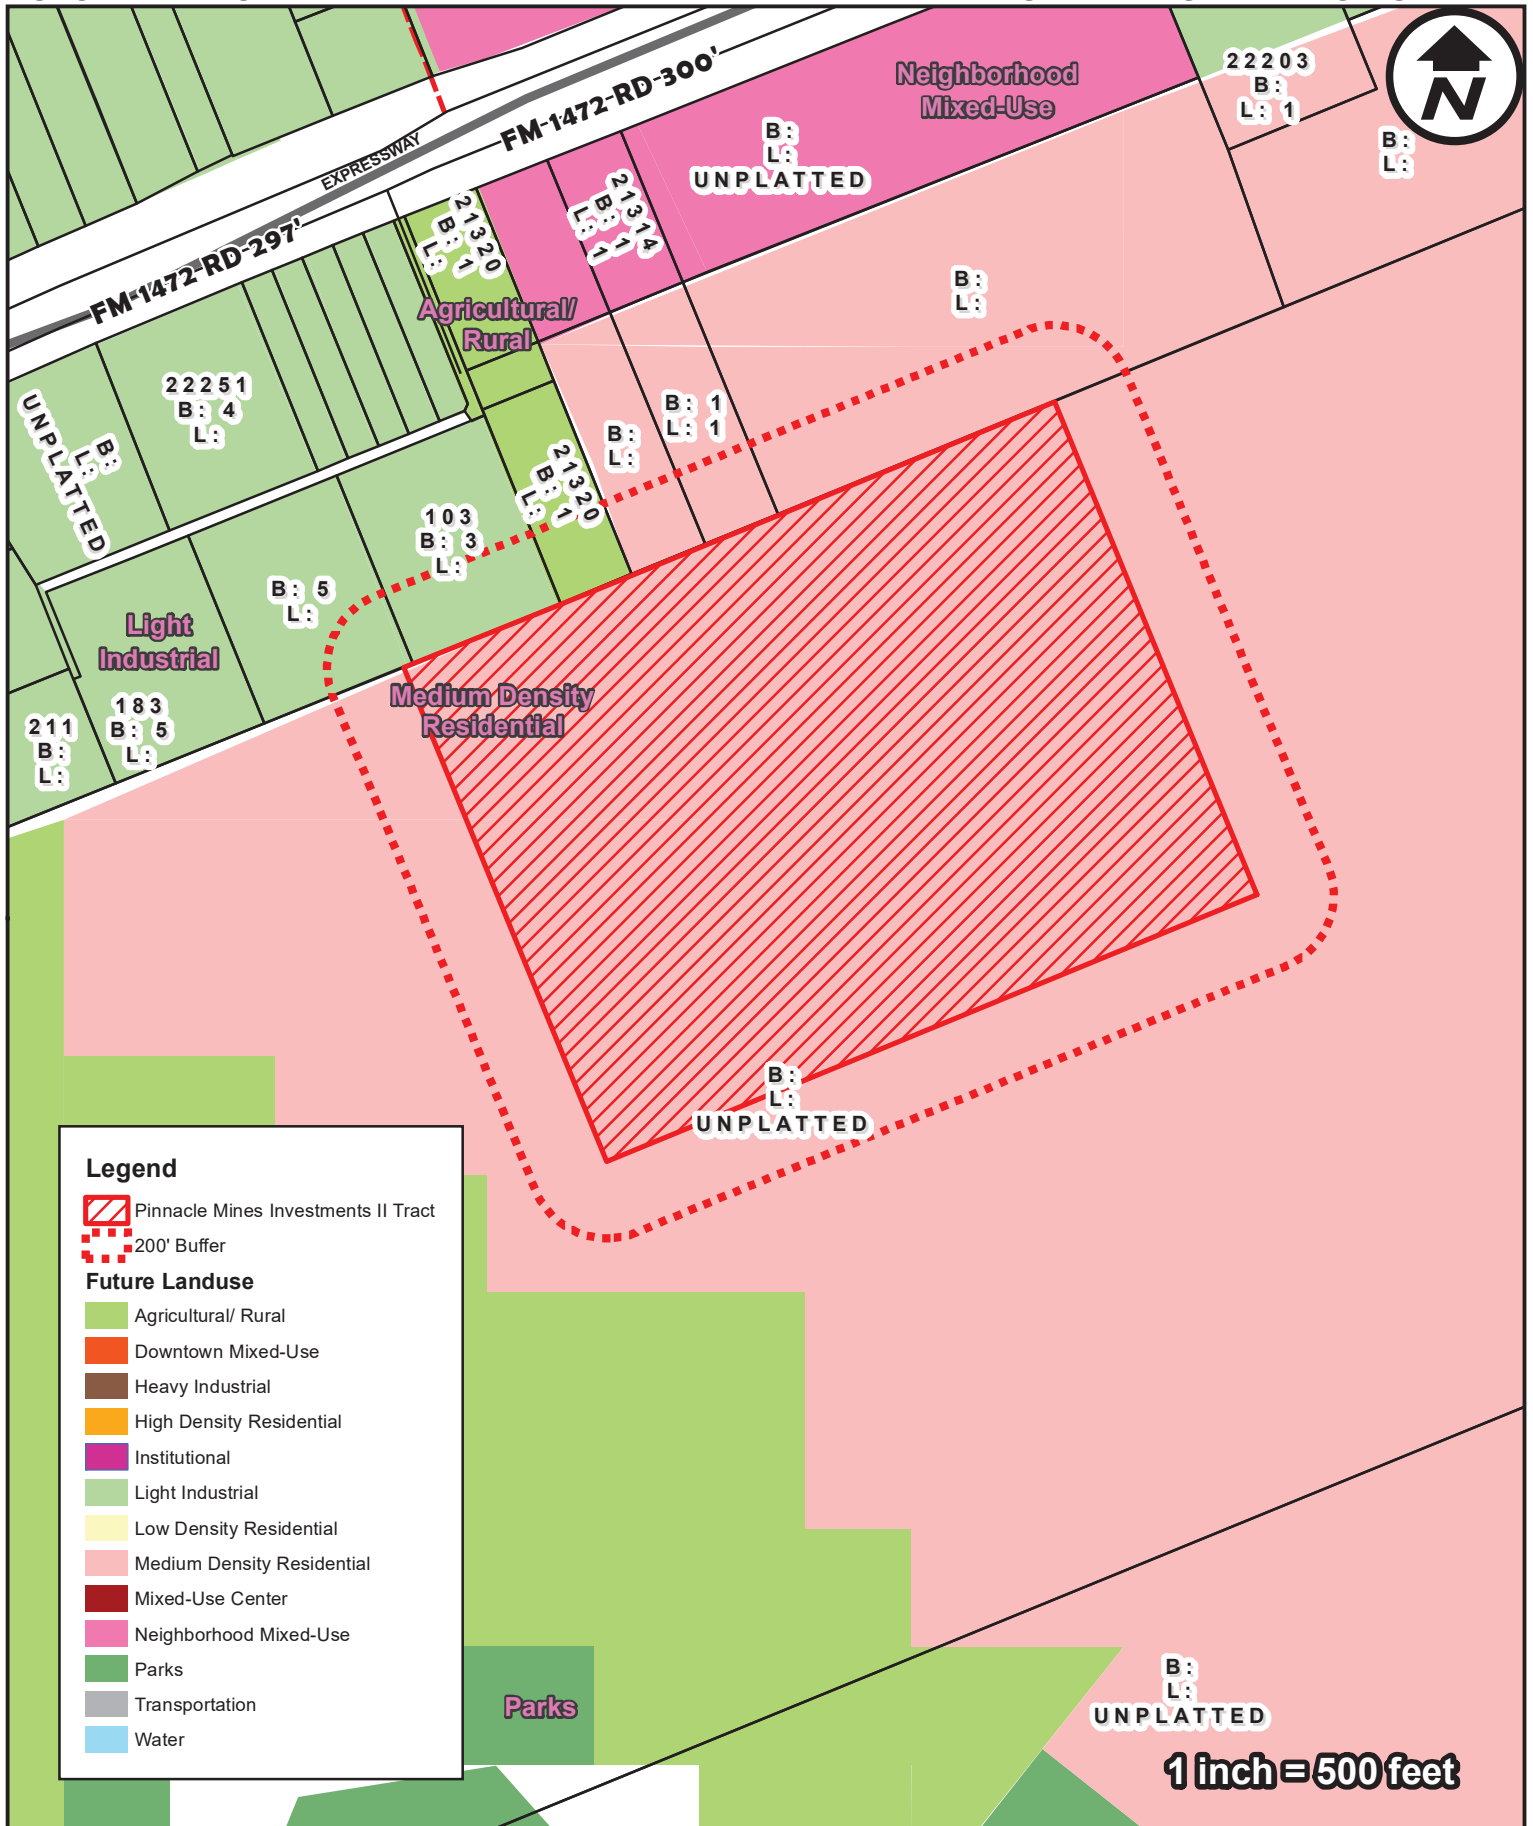 FM-1472-RD-300'
EXPRESSWAY
FM-1472-RD-297'
Neighborhood
Mixed-Use
22203
B:
L: 1
N
B:
L:
B:
L:
UNPLATTED
21314
B: 1
L: 1
21320
B: 1
L:
Agricultural/
Rural
B:
L:
22251
B: 4
L:
B:
L:
UNPLATTED
B: 1
L: 1
B:
L:
21320
B: 1
L:
103
B: 3
L:
B: 5
L:
Light
Industrial
183
B: 5
L:
211
B:
L:
Medium Density
Residential
B:
L:
UNPLATTED
Legend
Pinnacle Mines Investments II Tract
200' Buffer
Future Landuse
Agricultural/ Rural
Downtown Mixed-Use
Heavy Industrial
High Density Residential
Institutional
Light Industrial
Low Density Residential
Medium Density Residential
Mixed-Use Center
Neighborhood Mixed-Use
Parks
Transportation
Water
Parks
B:
L:
UNPLATTED
1 inch = 500 feet